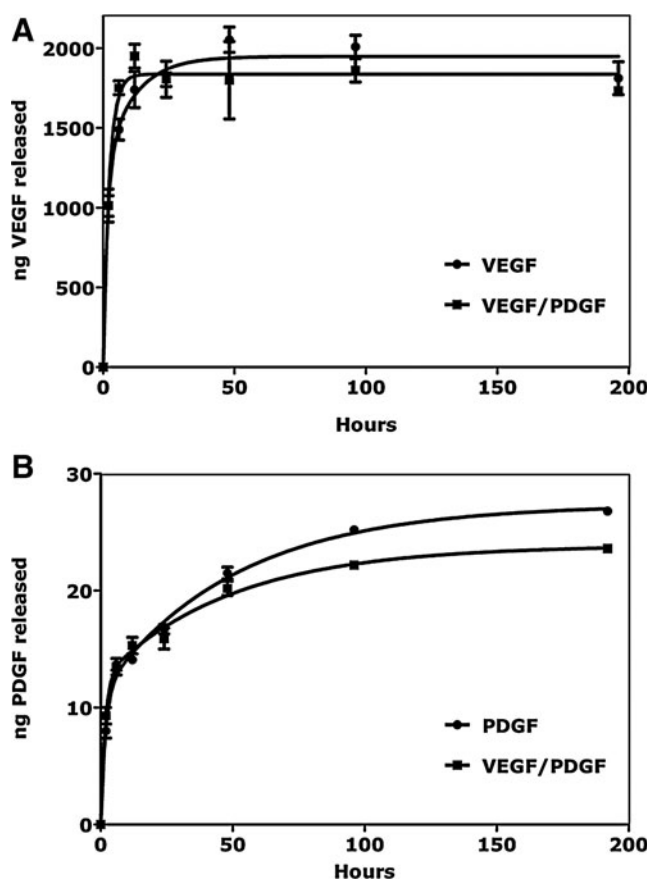 A
ng VEGF released
2000
1500
1000
500
0
VEGF
VEGF/PDGF
0
50
100
150
200
Hours
B
ng PDGF released
30
20
10
0
PDGF
VEGF/PDGF
0
50
100
150
200
Hours